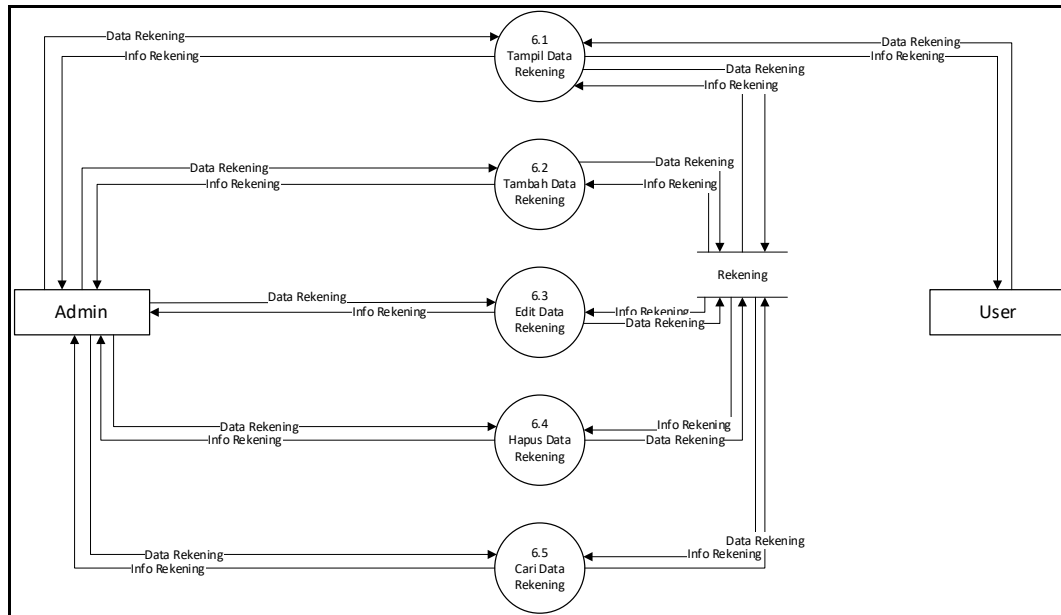 Data Rekening
Info Rekening
6.1
Tampil Data
Rekening
Data Rekening
Info Rekening
Data Rekening
Info Rekening
Data Rekening
Info Rekening
6.2
Tambah Data
Rekening
Data Rekening
Info Rekening
Rekening
Admin
Data Rekening
Info Rekening
6.3
Edit Data
Rekening
Info Rekening
Data Rekening
User
Data Rekening
Info Rekening
6.4
Hapus Data
Rekening
Info Rekening
Data Rekening
Data Rekening
Info Rekening
6.5
Cari Data
Rekening
Data Rekening
Info Rekening